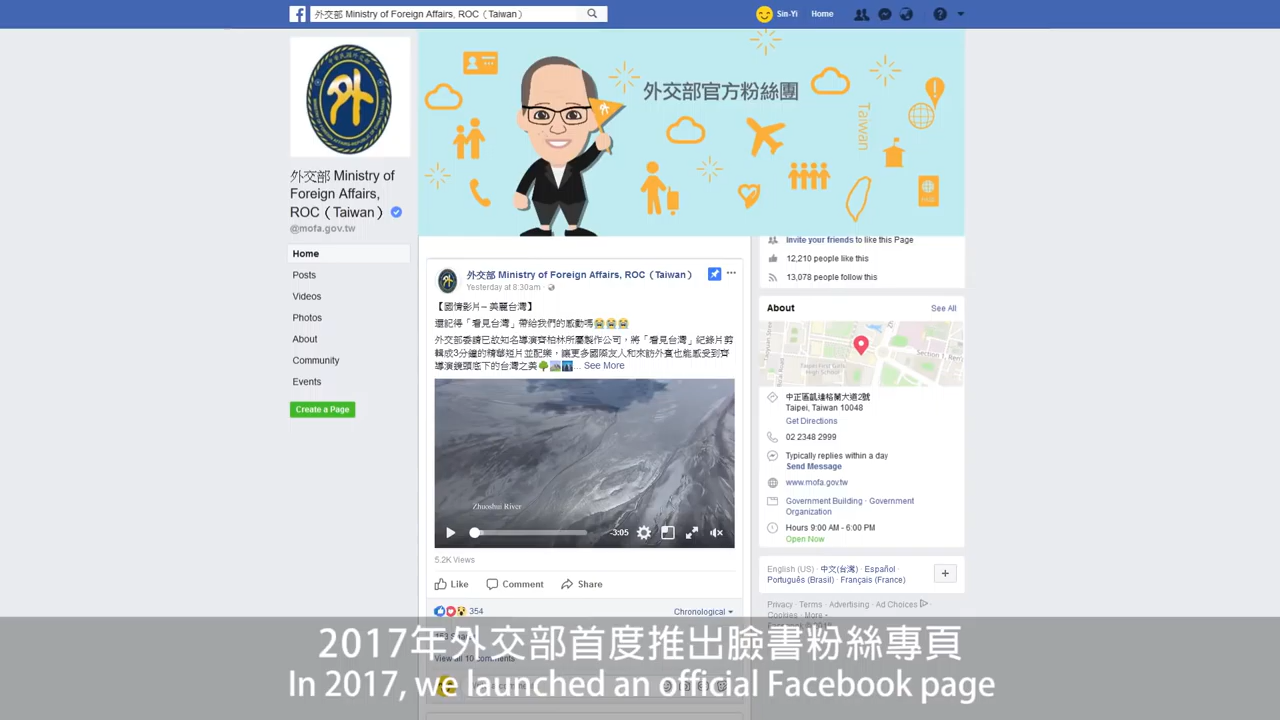 外交部 Ministry of Foreign Affairs, ROC（Taiwan）
Sin-Yi
Home
外
外交部 Ministry of
Foreign Affairs,
ROC（Taiwan）
@mofa.gov.tw
Home
Posts
Videos
Photos
About
Community
Events
Create a Page
外交部官方粉絲團
Taiwan
外交部 Ministry of Foreign Affairs, ROC（Taiwan）
Yesterday at 8:30am ·
【國情影片– 美麗台灣】
還記得「看見台灣」帶給我們的感動嗎😭😭😭
外交部委請已故知名導演齊柏林所屬製作公司，將「看見台灣」紀錄片剪
輯成3分鐘的精華短片並配樂，讓更多國際友人和來訪外賓也能感受到齊
導演鏡頭底下的台灣之美... See More
Zhuoshui River
-3:05
5.2K Views
Like
Comment
Share
354
Chronological
View all 10 comments
Invite your friends to like this Page
12,210 people like this
13,078 people follow this
About
See All
中正區凱達格蘭大道2號
Taipei, Taiwan 10048
Get Directions
02 2348 2999
Typically replies within a day
Send Message
www.mofa.gov.tw
Government Building · Government
Organization
Hours 9:00 AM - 6:00 PM
Open Now
English (US) · 中文(台灣) · Español ·
Português (Brasil) · Français (France)
Privacy · Terms · Advertising · Ad Choices ·
Cookies · More
2017年外交部首度推出臉書粉絲專頁
In 2017, we launched an official Facebook page